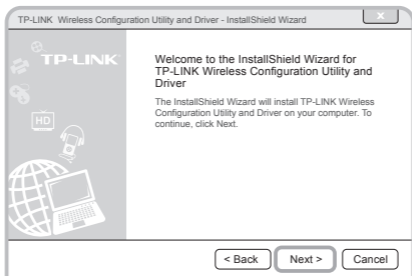 TP-LINK Wireless Configuration Utility and Driver - InstallShield Wizard
X
TP-LINK
HD
Welcome to the InstallShield Wizard for
TP-LINK Wireless Configuration Utility and
Driver
The InstallShield Wizard will install TP-LINK Wireless
Configuration Utility and Driver on your computer. To
continue, click Next.
< Back
Next >
Cancel